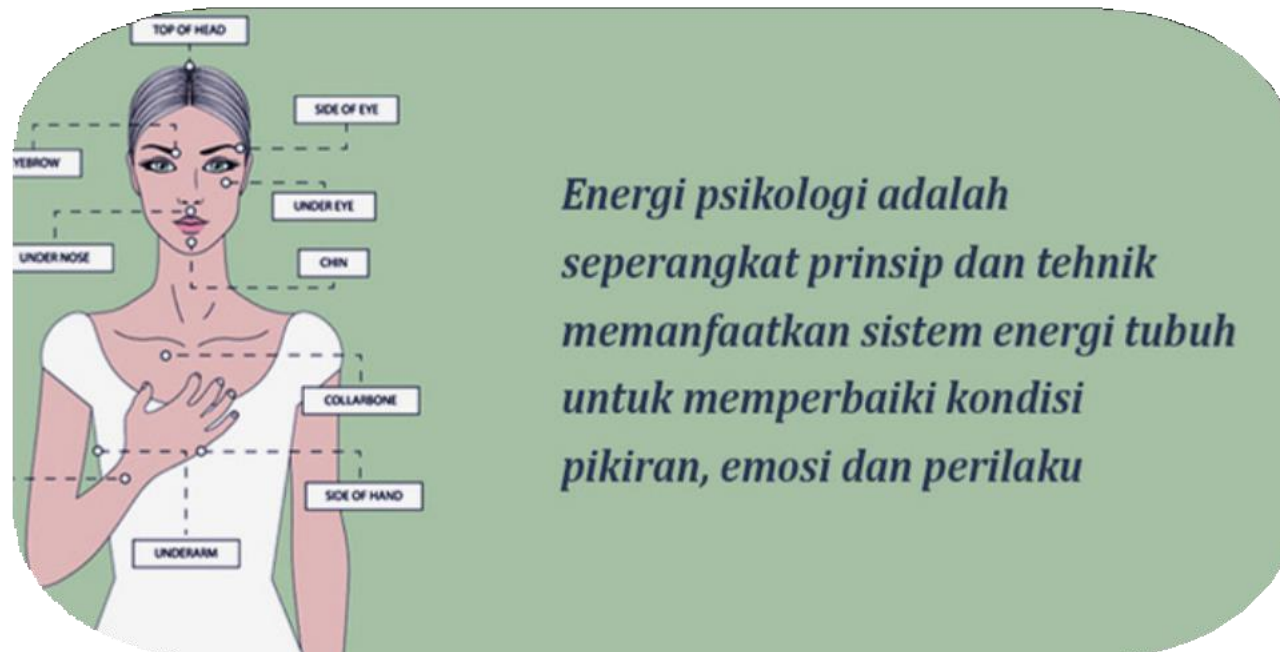 TOP OF HEAD
SIDE OF EYE
YEBROW
UNDER EYE
UNDER NOSE
CHIN
COLLARBONE
SIDE OF HAND
UNDERARM
Energi psikologi adalah
seperangkat prinsip dan tehnik
memanfaatkan sistem energi tubuh
untuk memperbaiki kondisi
pikiran, emosi dan perilaku